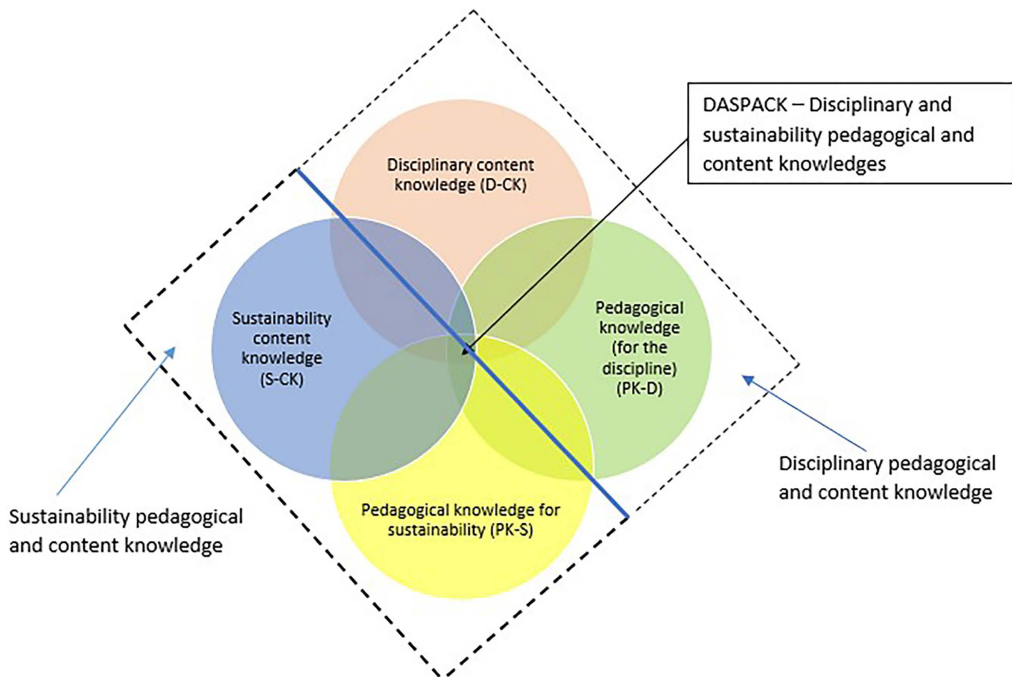 DASPACK – Disciplinary and
sustainability pedagogical and
content knowledges
Disciplinary content
knowledge (D-CK)
Sustainability
content
knowledge
(S-CK)
Pedagogical
knowledge
(for the
discipline)
(PK-D)
Pedagogical knowledge for
sustainability (PK-S)
Disciplinary pedagogical
and content knowledge
Sustainability pedagogical
and content knowledge